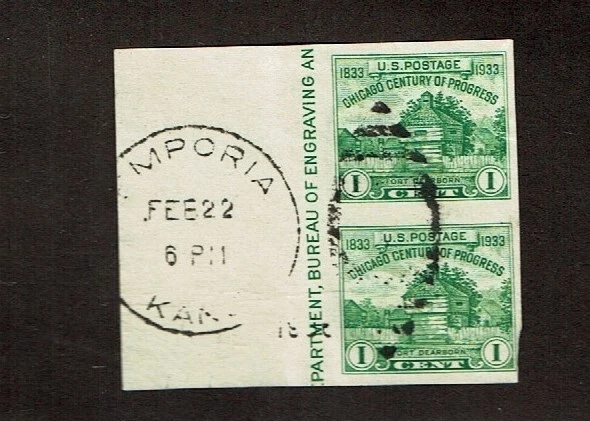 MPORIA
FEB22
6 PM
KAN
PARTMENT, BUREAU OF ENGRAVING AN
U.S. POSTAGE
1833 1933
CHICAGO CENTURY OF PROGRESS
FORT DEARBORN
1 CENT 1
U.S. POSTAGE
1833 1933
CHICAGO CENTURY OF PROGRESS
FORT DEARBORN
1 CENT 1